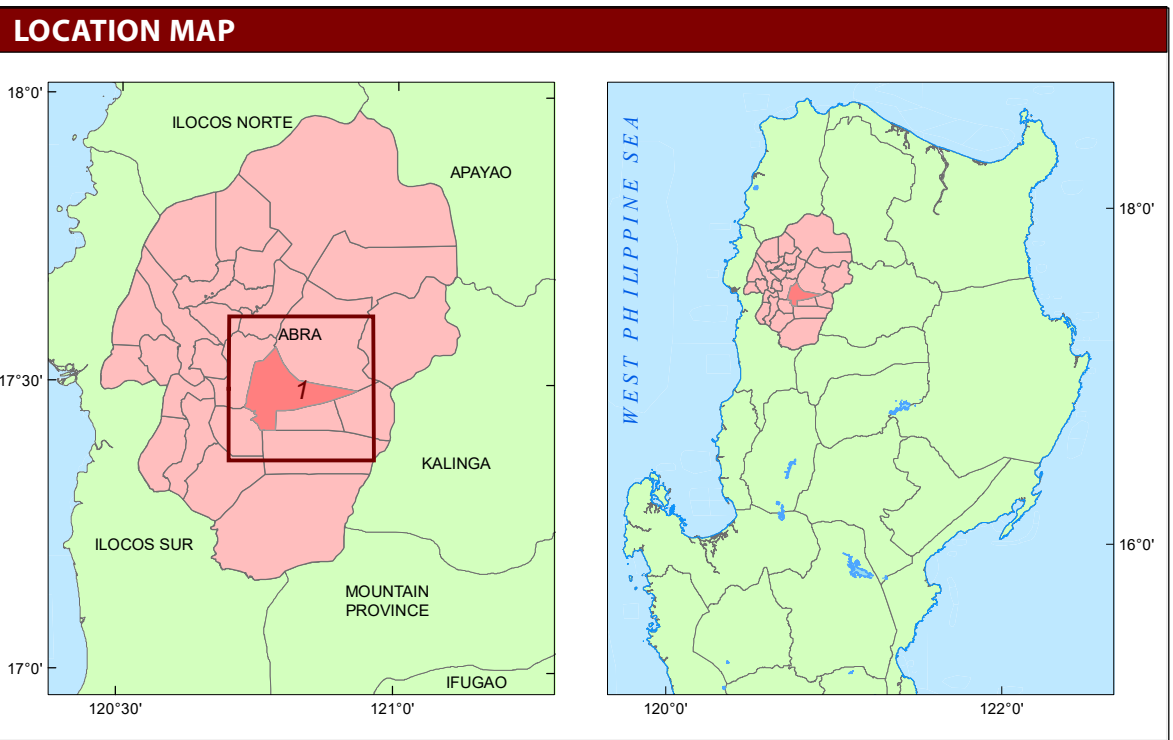 LOCATION MAP
18°0'
ILOCOS NORTE
APAYAO
ABRA
1
17°30'
KALINGA
ILOCOS SUR
MOUNTAIN
PROVINCE
17°0'
IFUGAO
120°30'
121°0'
WEST PHILIPPINE SEA
18°0'
16°0'
120°0'
122°0'